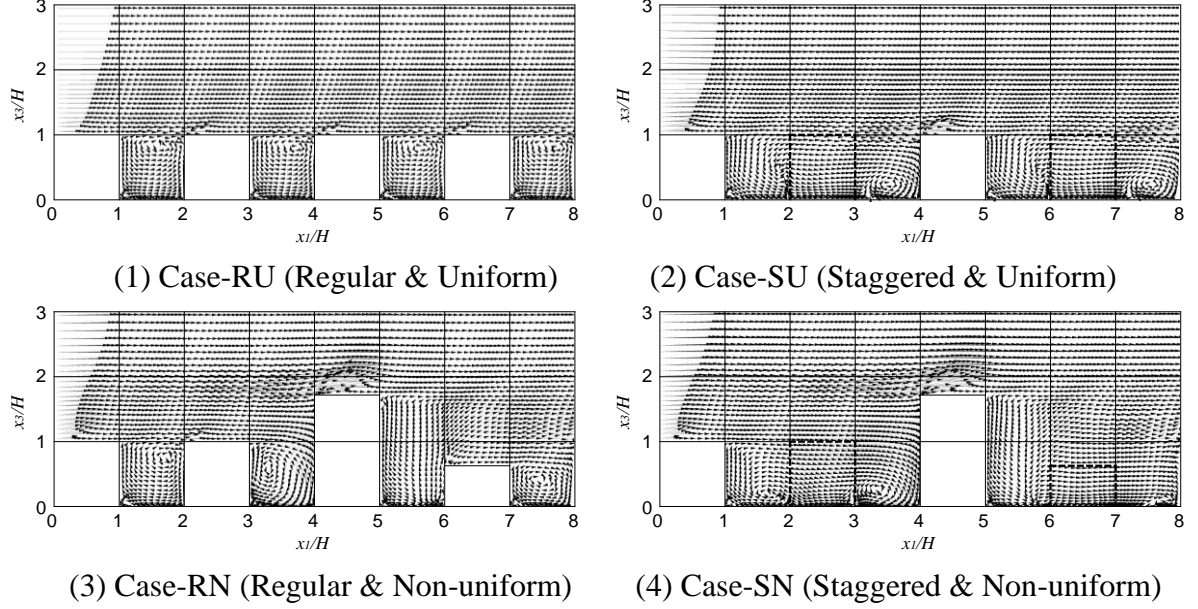 3
2
1
0
x3/H
0 1 2 3 4 5 6 7 8
x1/H
(1) Case-RU (Regular & Uniform)
3
2
1
0
x3/H
0 1 2 3 4 5 6 7 8
x1/H
(2) Case-SU (Staggered & Uniform)
3
2
1
0
x3/H
0 1 2 3 4 5 6 7 8
x1/H
(3) Case-RN (Regular & Non-uniform)
3
2
1
0
x3/H
0 1 2 3 4 5 6 7 8
x1/H
(4) Case-SN (Staggered & Non-uniform)